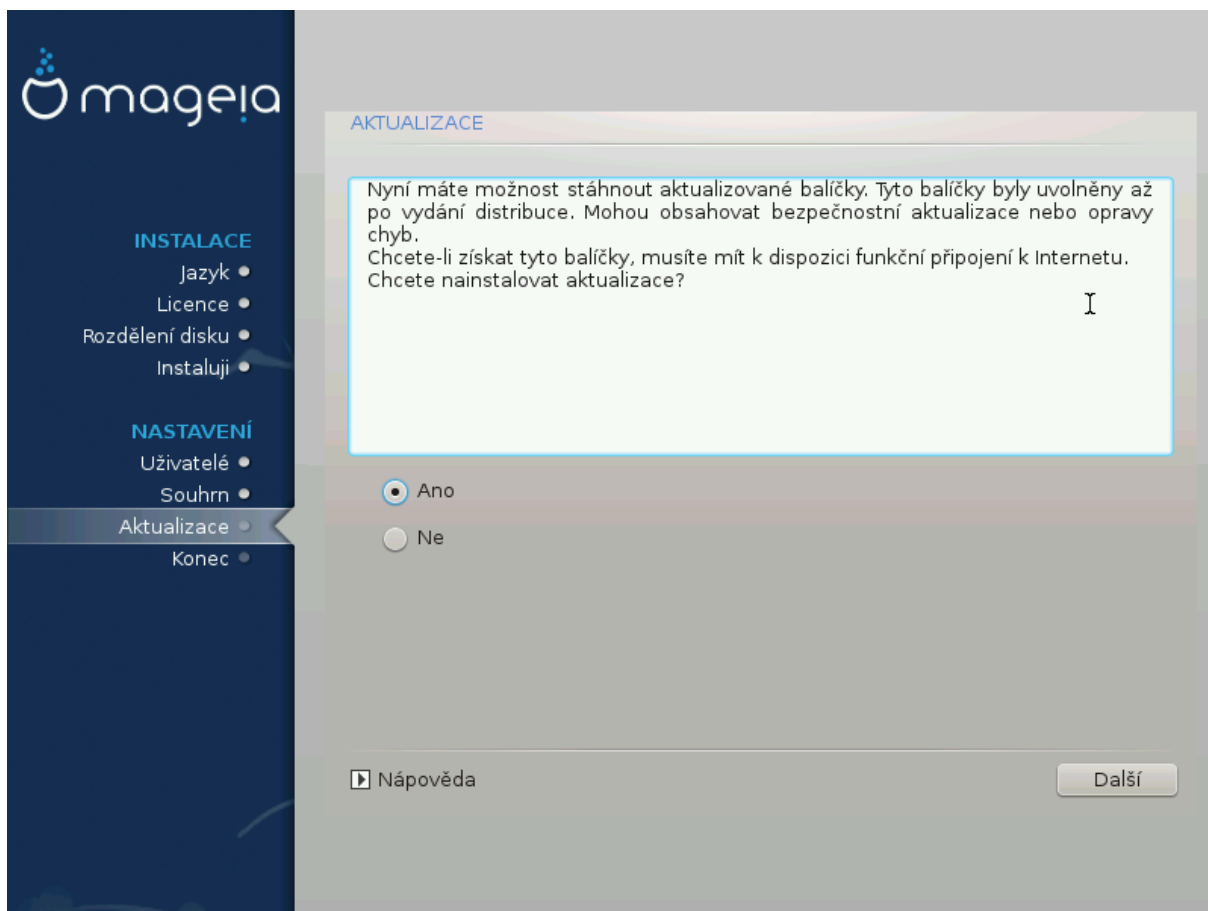 mageia
INSTALACE
Jazyk
Licence
Rozdělení disku
Instaluji
NASTAVENÍ
Uživatelé
Souhrn
Aktualizace
Konec
AKTUALIZACE
Nyní máte možnost stáhnout aktualizované balíčky. Tyto balíčky byly uvolněny až
po vydání distribuce. Mohou obsahovat bezpečnostní aktualizace nebo opravy
chyb.
Chcete-li získat tyto balíčky, musíte mít k dispozici funkční připojení k Internetu.
Chcete nainstalovat aktualizace?
Ano
Ne
Nápověda
Další